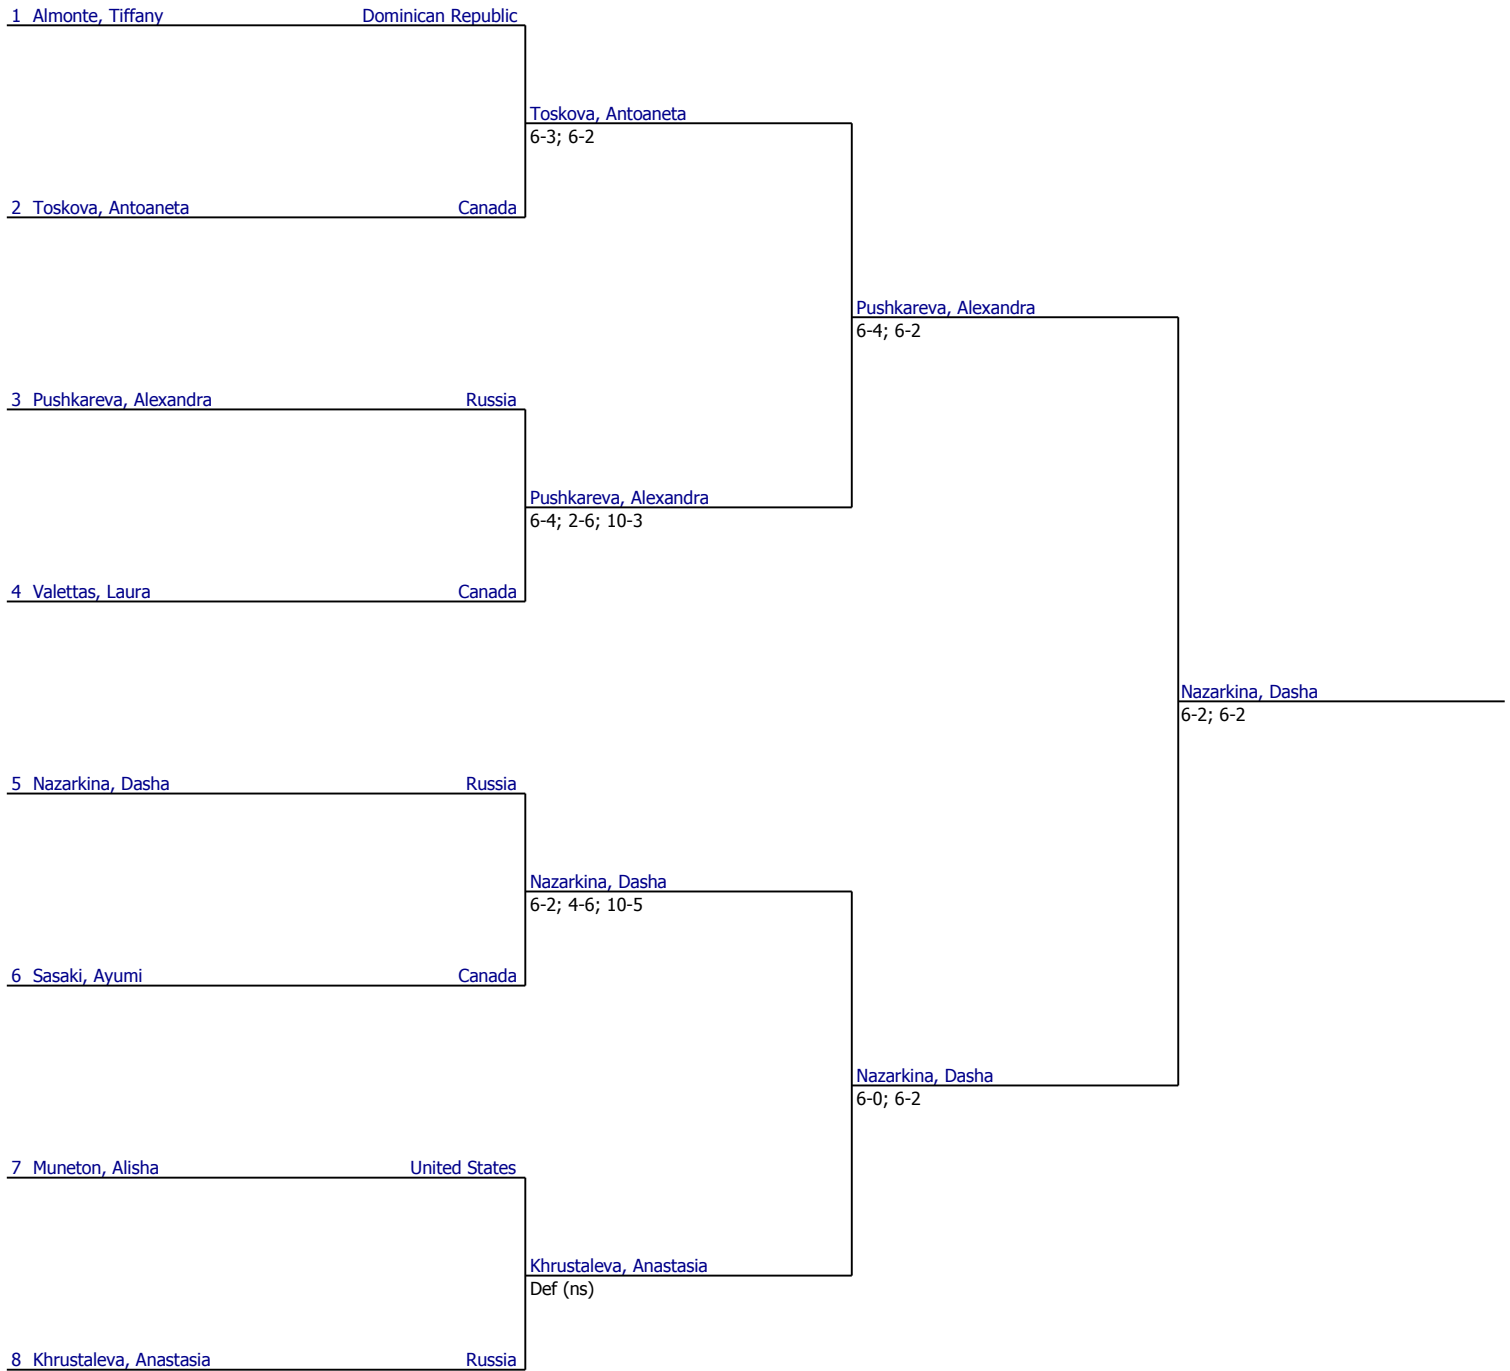 1 Almonte, Tiffany Dominican Republic
Toskova, Antoaneta
6-3; 6-2
2 Toskova, Antoaneta Canada
Pushkareva, Alexandra
6-4; 6-2
3 Pushkareva, Alexandra Russia
Pushkareva, Alexandra
6-4; 2-6; 10-3
4 Valettas, Laura Canada
Nazarkina, Dasha
6-2; 6-2
5 Nazarkina, Dasha Russia
Nazarkina, Dasha
6-2; 4-6; 10-5
6 Sasaki, Ayumi Canada
Nazarkina, Dasha
6-0; 6-2
7 Muneton, Alisha United States
Khrustaleva, Anastasia
Def (ns)
8 Khrustaleva, Anastasia Russia